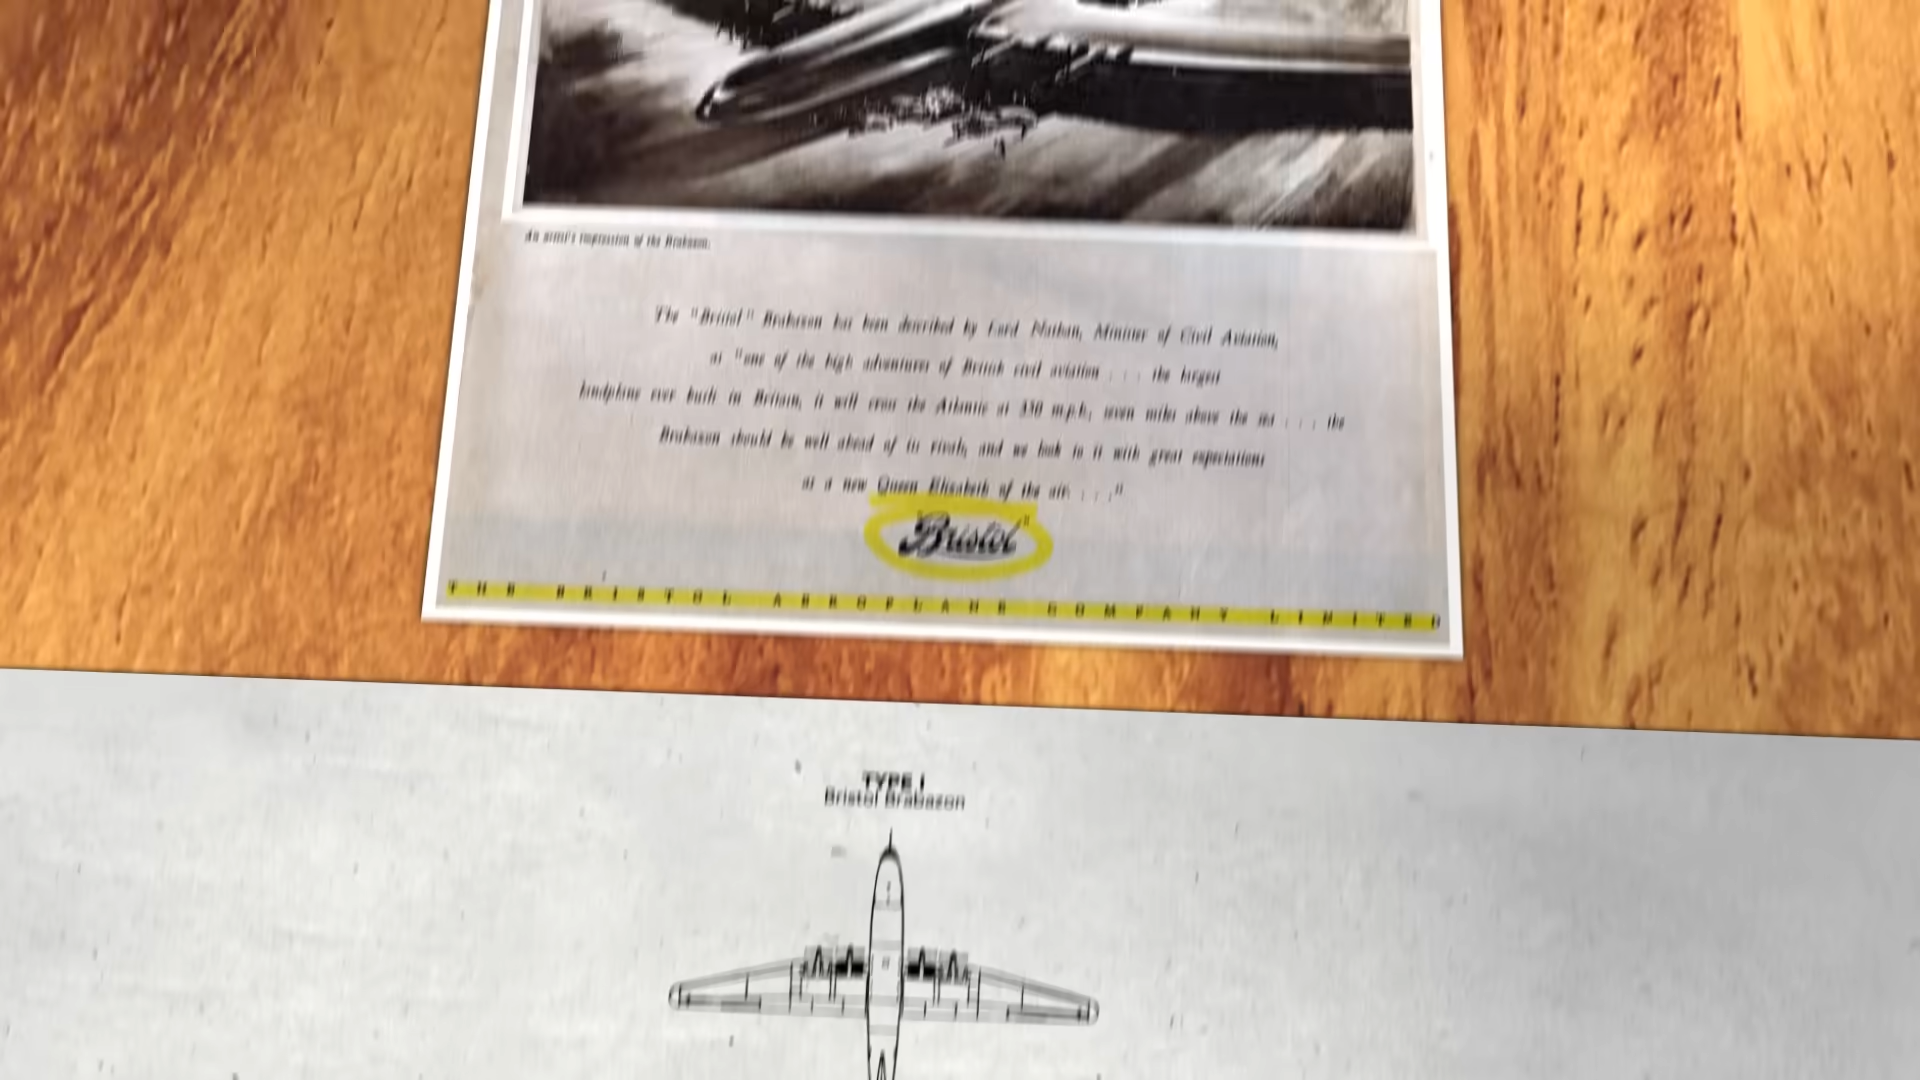 An artist's impression of the Brabazon.
The "Bristol" Brabazon has been described by Lord Nathan, Minister of Civil Aviation,
as "one of the high adventures of British civil aviation . . . the largest
landplane ever built in Britain, it will cross the Atlantic at 350 m.p.h., seven miles above the sea . . . the
Brabazon should be well ahead of its rivals, and we look to it with great expectations
as a new Queen Elizabeth of the air. . . ."
"Bristol"
THE BRISTOL AEROPLANE COMPANY LIMITED
TYPE I
Bristol Brabazon